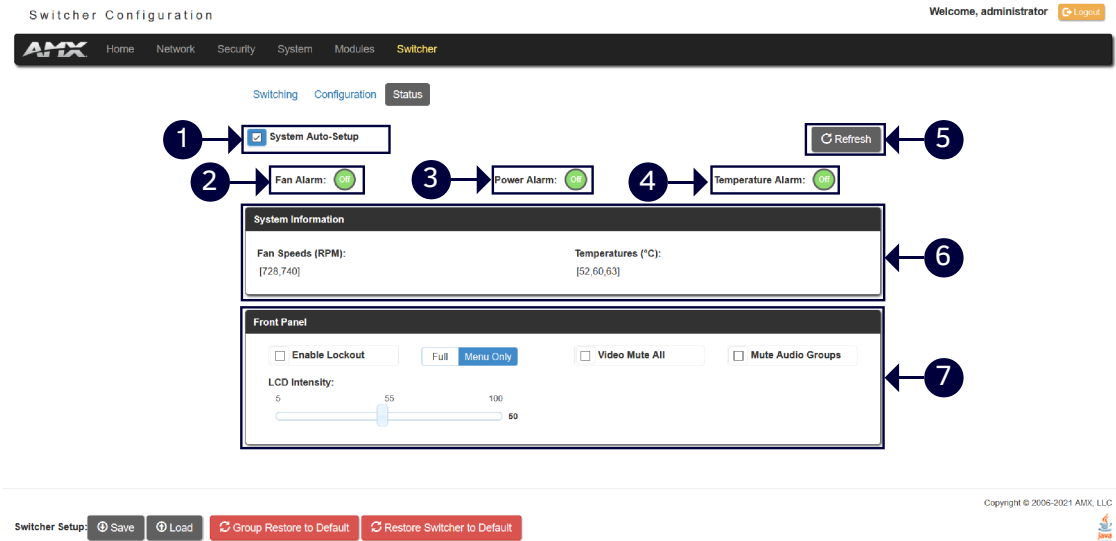 Switcher Configuration
Welcome, administrator
Logout
AMX
Home Network Security System Modules Switcher
Switching Configuration Status
1
System Auto-Setup
Refresh
5
2
Fan Alarm: Off
3
Power Alarm: Off
4
Temperature Alarm: Off
System Information
Fan Speeds (RPM):
Temperatures (°C):
[728,740]
[52,60,63]
6
Front Panel
Enable Lockout
Full Menu Only
Video Mute All
Mute Audio Groups
7
LCD Intensity:
5 55 100
50
Copyright © 2006-2021 AMX, LLC
Switcher Setup: Save Load Group Restore to Default Restore Switcher to Default
Java